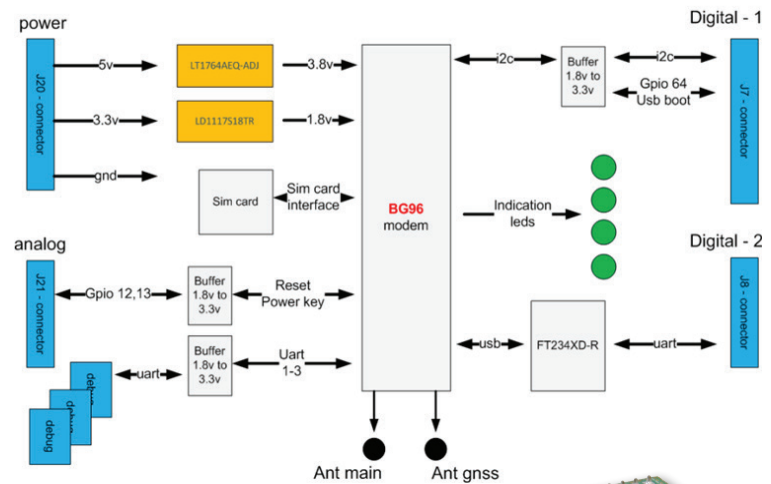 power
J20 - connector
5v
LT1764AEQ-ADJ
3.8v
3.3v
LD1117S18TR
1.8v
gnd
Sim card
Sim card
interface
BG96
modem
i2c
Buffer
1.8v to
3.3v
i2c
Gpio 64
Usb boot
Digital - 1
J7 - connector
Indication
leds
analog
J21 - connector
Gpio 12,13
Buffer
1.8v to
3.3v
Reset
Power key
uart
Buffer
1.8v to
3.3v
Uart
1-3
debug
debug
debug
usb
FT234XD-R
uart
Digital - 2
J8 - connector
Ant main
Ant gnss